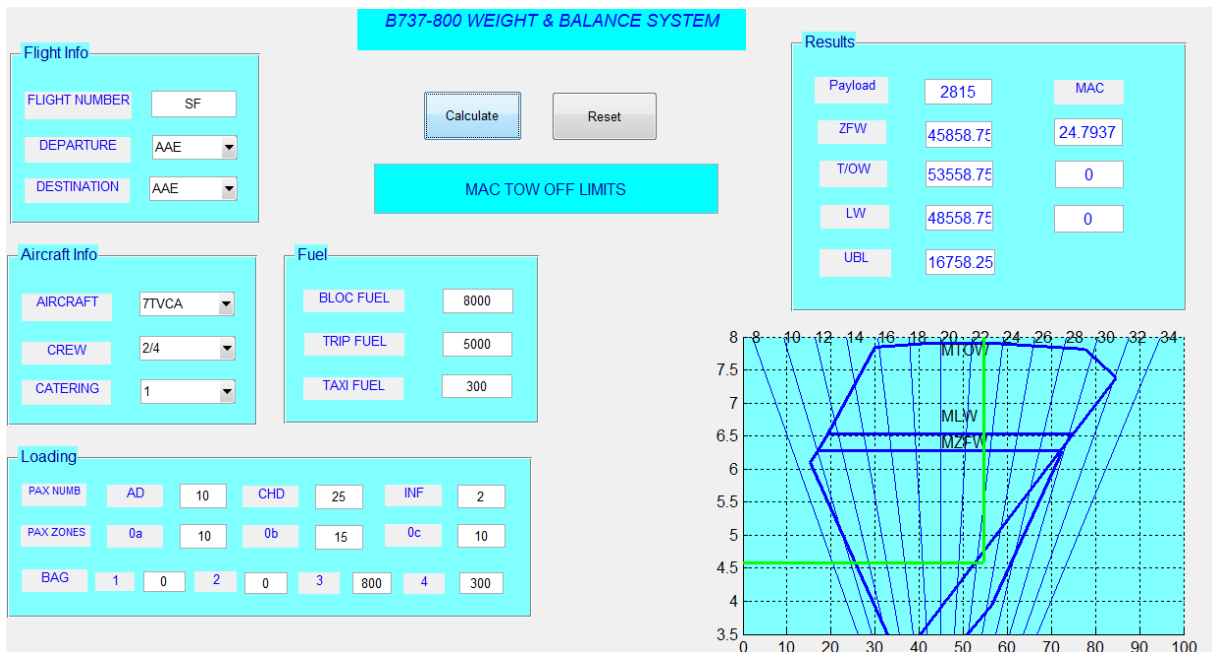 B737-800 WEIGHT & BALANCE SYSTEM
Flight Info
FLIGHT NUMBER SF
DEPARTURE AAE
DESTINATION AAE
Calculate Reset
MAC TOW OFF LIMITS
Results
Payload 2815 MAC
ZFW 45858.75 24.7937
T/OW 53558.75 0
LW 48558.75 0
UBL 16758.25
Aircraft Info
AIRCRAFT 7TVCA
CREW 2/4
CATERING 1
Fuel
BLOC FUEL 8000
TRIP FUEL 5000
TAXI FUEL 300
Loading
PAX NUMB AD 10 CHD 25 INF 2
PAX ZONES 0a 10 0b 15 0c 10
BAG 1 0 2 0 3 800 4 300
8 8 10 12 14 16 18 20 22 24 26 28 30 32 34
MTOW
7.5
7
MLW
6.5
MZFW
6
5.5
5
4.5
4
3.5
0 10 20 30 40 50 60 70 80 90 100